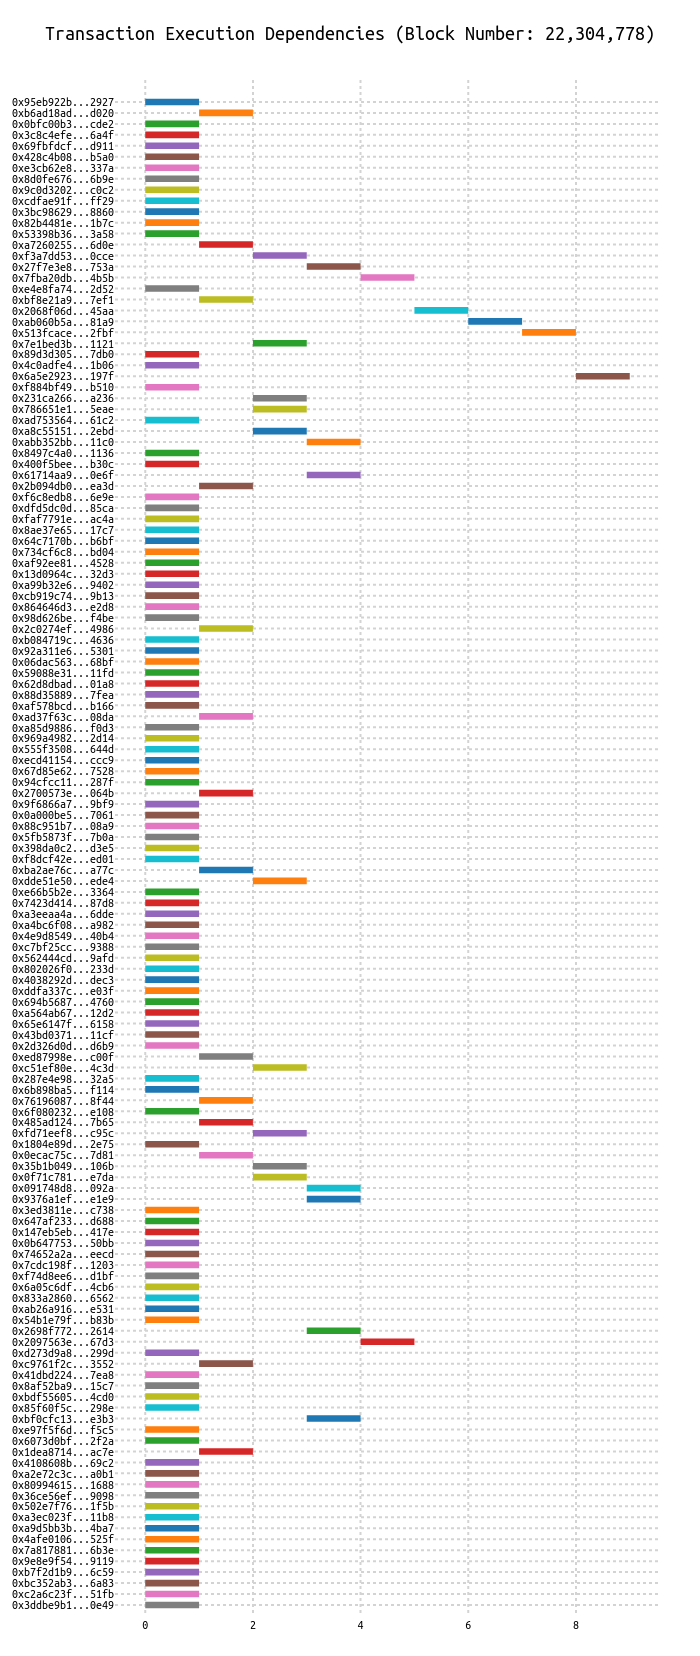 Transaction Execution Dependencies (Block Number: 22,304,778)
0x95eb922b...2927
0xb6ad18ad...d020
0x0bfc00b3...cde2
0x3c8c4efe...6a4f
0x69fbfdcf...d911
0x428c4b08...b5a0
0xe3cb62e8...337a
0x8d0fe676...6b9e
0x9c0d3202...c0c2
0xcdfae91f...ff29
0x3bc98629...8860
0x82b4481e...1b7c
0x53398b36...3a58
0xa7260255...6d0e
0xf3a7dd53...0cce
0x27f7e3e8...753a
0x7fba20db...4b5b
0xe4e8fa74...2d52
0xbf8e21a9...7ef1
0x2068f06d...45aa
0xab060b5a...81a9
0x513fcace...2fbf
0x7e1bed3b...1121
0x89d3d305...7db0
0x4c0adfe4...1b06
0x6a5e2923...197f
0xf884bf49...b510
0x231ca266...a236
0x786651e1...5eae
0xad753564...61c2
0xa8c55151...2ebd
0xabb352bb...11c0
0x8497c4a0...1136
0x400f5bee...b30c
0x61714aa9...0e6f
0x2b094db0...ea3d
0xf6c8edb8...6e9e
0xdfd5dc0d...85ca
0xfaf7791e...ac4a
0x8ae37e65...17c7
0x64c7170b...b6bf
0x734cf6c8...bd04
0xaf92ee81...4528
0x13d0964c...32d3
0xa99b32e6...9402
0xcb919c74...9b13
0x864646d3...e2d8
0x98d626be...f4be
0x2c0274ef...4986
0xb084719c...4636
0x92a311e6...5301
0x06dac563...68bf
0x59088e31...11fd
0x62d8dbad...01a8
0x88d35889...7fea
0xaf578bcd...b166
0xad37f63c...08da
0xa85d9886...f0d3
0x969a4982...2d14
0x555f3508...644d
0xecd41154...ccc9
0x67d85e62...7528
0x94cfcc11...287f
0x2700573e...064b
0x9f6866a7...9bf9
0x0a000be5...7061
0x88c951b7...08a9
0x5fb5873f...7b0a
0x398da0c2...d3e5
0xf8dcf42e...ed01
0xba2ae76c...a77c
0xdde51e50...ede4
0xe66b5b2e...3364
0x7423d414...87d8
0xa3eeaa4a...6dde
0xa4bc6f08...a982
0x4e9d8549...40b4
0xc7bf25cc...9388
0x562444cd...9afd
0x802026f0...233d
0x4038292d...dec3
0xddfa337c...e03f
0x694b5687...4760
0xa564ab67...12d2
0x65e6147f...6158
0x43bd0371...11cf
0x2d326d0d...d6b9
0xed87998e...c00f
0xc51ef80e...4c3d
0x287e4e98...32a5
0x6b898ba5...f114
0x76196087...8f44
0x6f080232...e108
0x485ad124...7b65
0xfd71eef8...c95c
0x1804e89d...2e75
0x0ecac75c...7d81
0x35b1b049...106b
0x0f71c781...e7da
0x091748d8...092a
0x9376a1ef...e1e9
0x3ed3811e...c738
0x647af233...d688
0x147eb5eb...417e
0x0b647753...50bb
0x74652a2a...eecd
0x7cdc198f...1203
0xf74d8ee6...d1bf
0x6a05c6df...4cb6
0x833a2860...6562
0xab26a916...e531
0x54b1e79f...b83b
0x2698f772...2614
0x2097563e...67d3
0xd273d9a8...299d
0xc9761f2c...3552
0x41dbd224...7ea8
0x8af52ba9...15c7
0xbdf55605...4cd0
0x85f60f5c...298e
0xbf0cfc13...e3b3
0xe97f5f6d...f5c5
0x6073d0bf...2f2a
0x1dea8714...ac7e
0x4108608b...69c2
0xa2e72c3c...a0b1
0x80994615...1688
0x36ce56ef...9098
0x502e7f76...1f5b
0xa3ec023f...11b8
0xa9d5bb3b...4ba7
0x4afe0106...525f
0x7a817881...6b3e
0x9e8e9f54...9119
0xb7f2d1b9...6c59
0xbc352ab3...6a83
0xc2a6c23f...51fb
0x3ddbe9b1...0e49
0 2 4 6 8